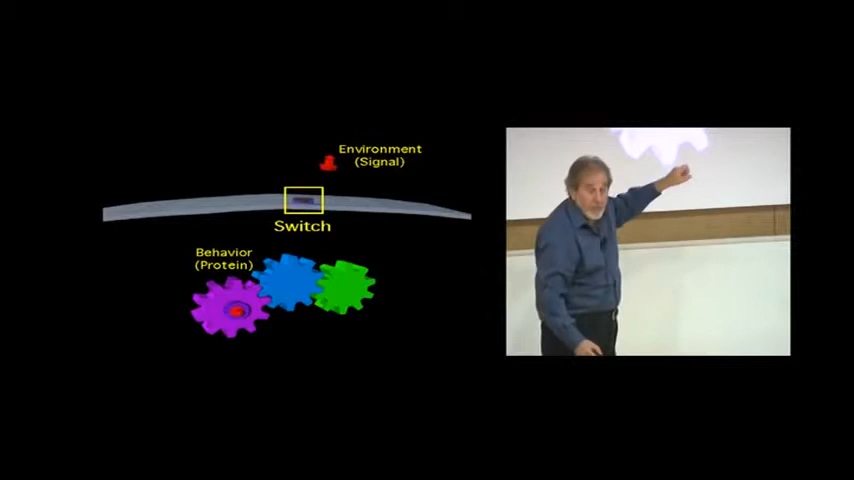 Environment
(Signal)
Switch
Behavior
(Protein)